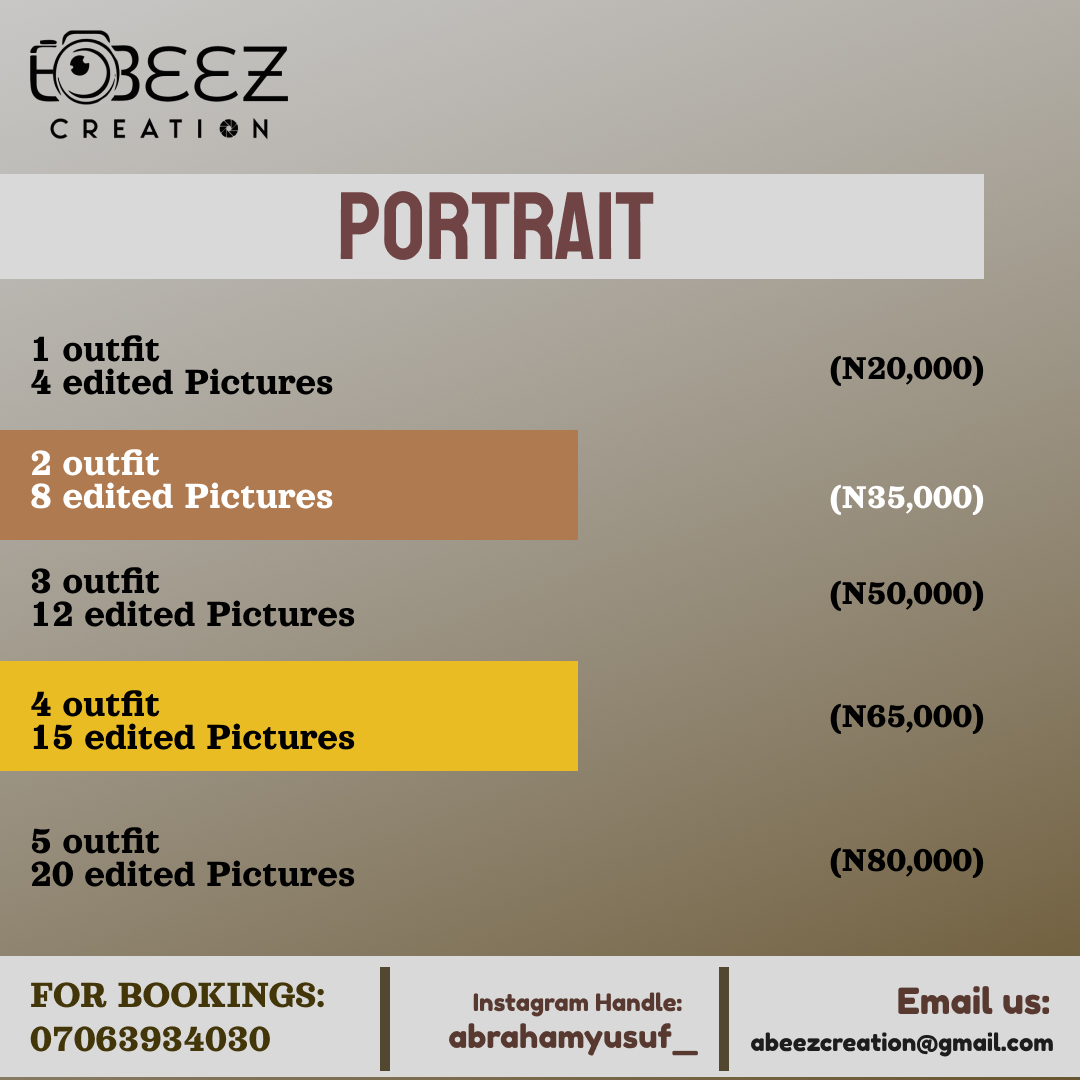 BEEZ
CREATION
PORTRAIT
1 outfit
4 edited Pictures
(N20,000)
2 outfit
8 edited Pictures
(N35,000)
3 outfit
12 edited Pictures
(N50,000)
4 outfit
15 edited Pictures
(N65,000)
5 outfit
20 edited Pictures
(N80,000)
FOR BOOKINGS:
07063934030
Instagram Handle:
abrahamyusuf_
Email us:
abeezcreation@gmail.com